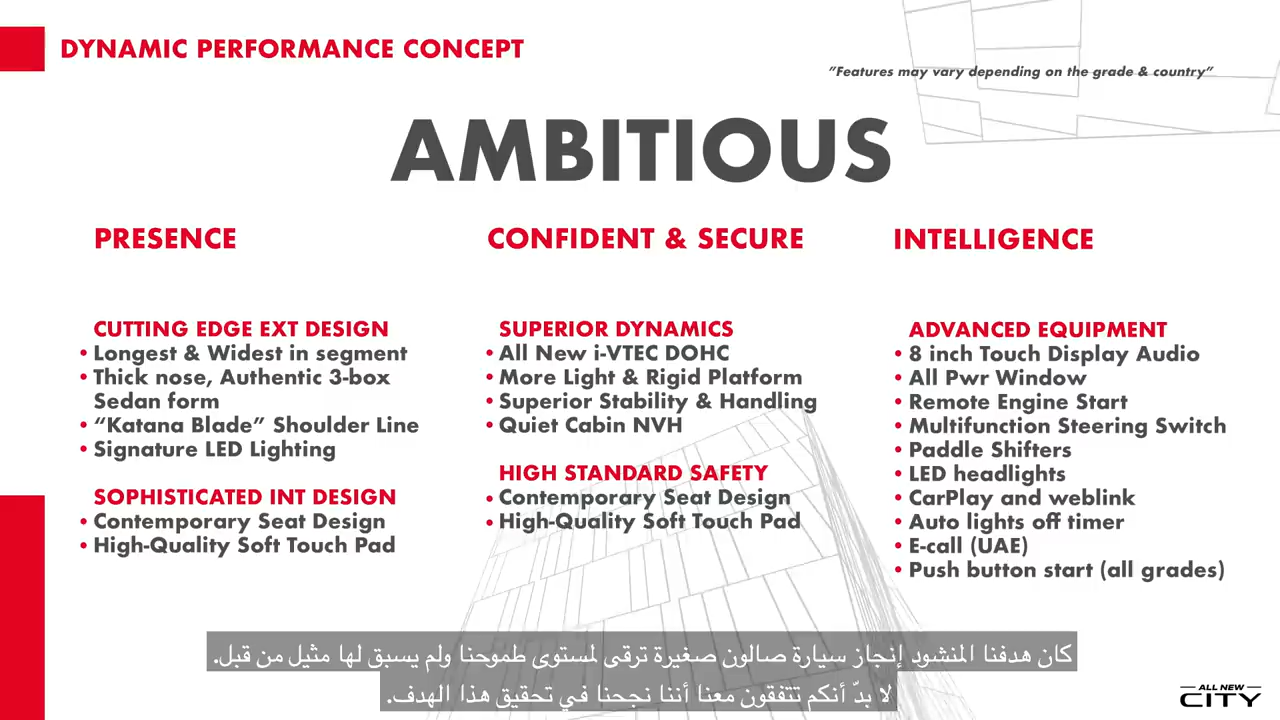 DYNAMIC PERFORMANCE CONCEPT
"Features may vary depending on the grade & country"
AMBITIOUS
PRESENCE
CUTTING EDGE EXT DESIGN
• Longest & Widest in segment
• Thick nose, Authentic 3-box
Sedan form
• “Katana Blade” Shoulder Line
• Signature LED Lighting
SOPHISTICATED INT DESIGN
• Contemporary Seat Design
• High-Quality Soft Touch Pad
CONFIDENT & SECURE
SUPERIOR DYNAMICS
• All New i-VTEC DOHC
• More Light & Rigid Platform
• Superior Stability & Handling
• Quiet Cabin NVH
HIGH STANDARD SAFETY
• Contemporary Seat Design
• High-Quality Soft Touch Pad
INTELLIGENCE
ADVANCED EQUIPMENT
• 8 inch Touch Display Audio
• All Pwr Window
• Remote Engine Start
• Multifunction Steering Switch
• Paddle Shifters
• LED headlights
• CarPlay and weblink
• Auto lights off timer
• E-call (UAE)
• Push button start (all grades)
كان هدفنا المنشود إنجاز سيارة صالون صغيرة ترقى لمستوى طموحنا ولم يسبق لها مثيل من قبل.
لا بدّ أنكم تتفقون معنا أننا نجحنا في تحقيق هذا الهدف.
ALL NEW
CITY